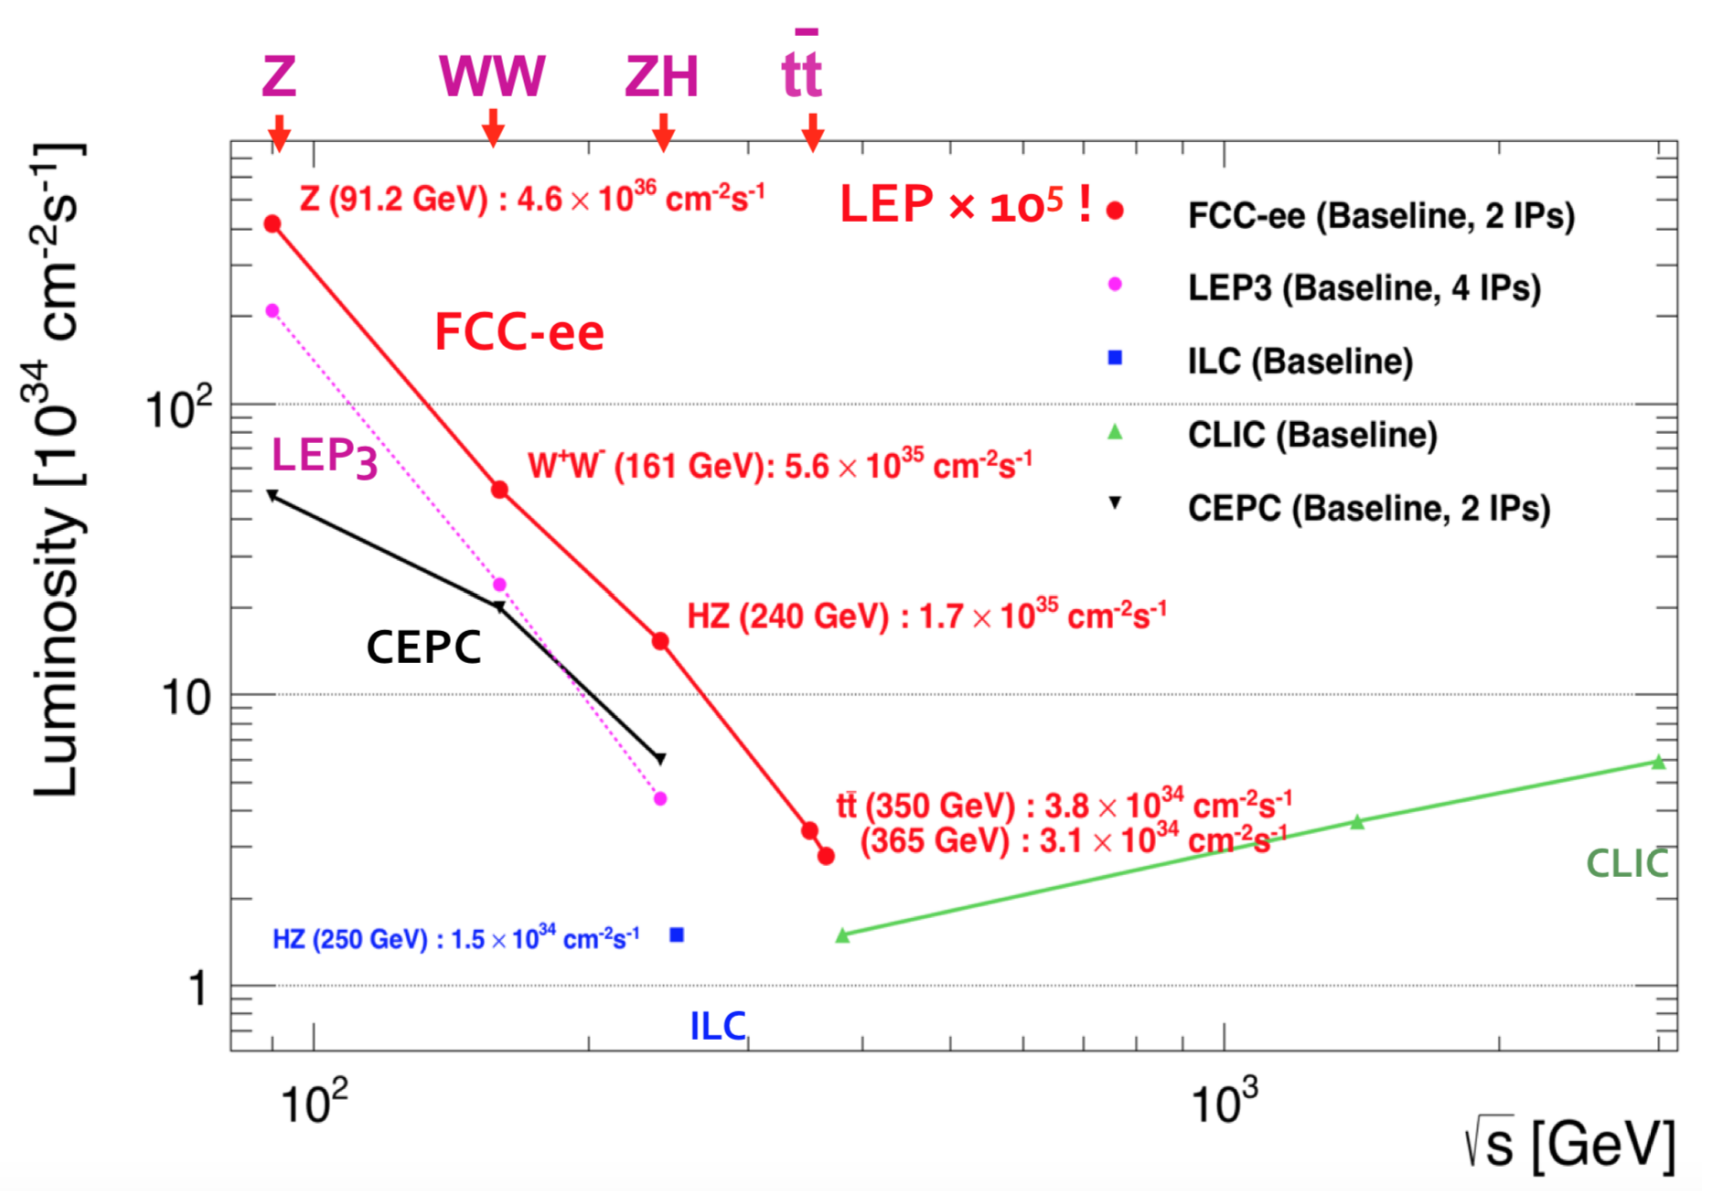 Z WW ZH tt̄
Luminosity [10³⁴ cm⁻²s⁻¹]
Z (91.2 GeV) : 4.6 × 10³⁶ cm⁻²s⁻¹
LEP × 10⁵ !
FCC-ee (Baseline, 2 IPs)
LEP3 (Baseline, 4 IPs)
ILC (Baseline)
CLIC (Baseline)
CEPC (Baseline, 2 IPs)
FCC-ee
10²
LEP3
W⁺W⁻ (161 GeV): 5.6 × 10³⁵ cm⁻²s⁻¹
CEPC
HZ (240 GeV) : 1.7 × 10³⁵ cm⁻²s⁻¹
10
tt̄ (350 GeV) : 3.8 × 10³⁴ cm⁻²s⁻¹
(365 GeV) : 3.1 × 10³⁴ cm⁻²s⁻¹
CLIC
HZ (250 GeV) : 1.5 × 10³⁴ cm⁻²s⁻¹
1
ILC
10² 10³
√s [GeV]